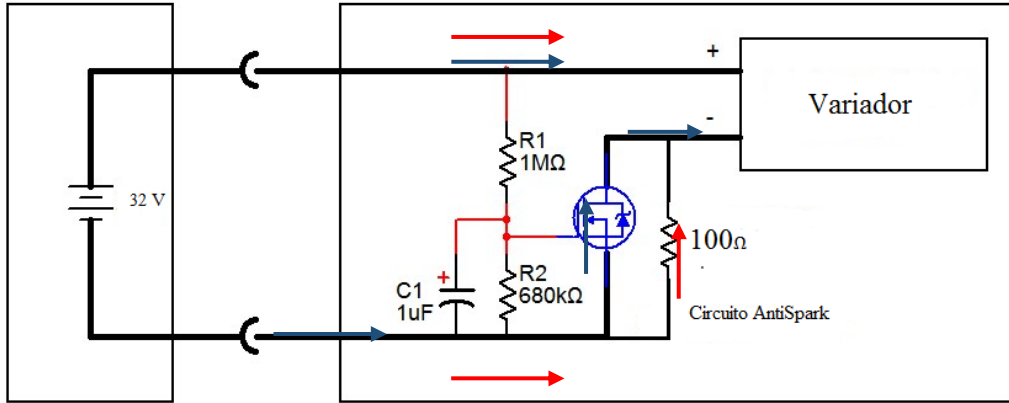 +
Variador
-
R1
1MΩ
32 V
100Ω
+
R2
680kΩ
C1
1uF
Circuito AntiSpark